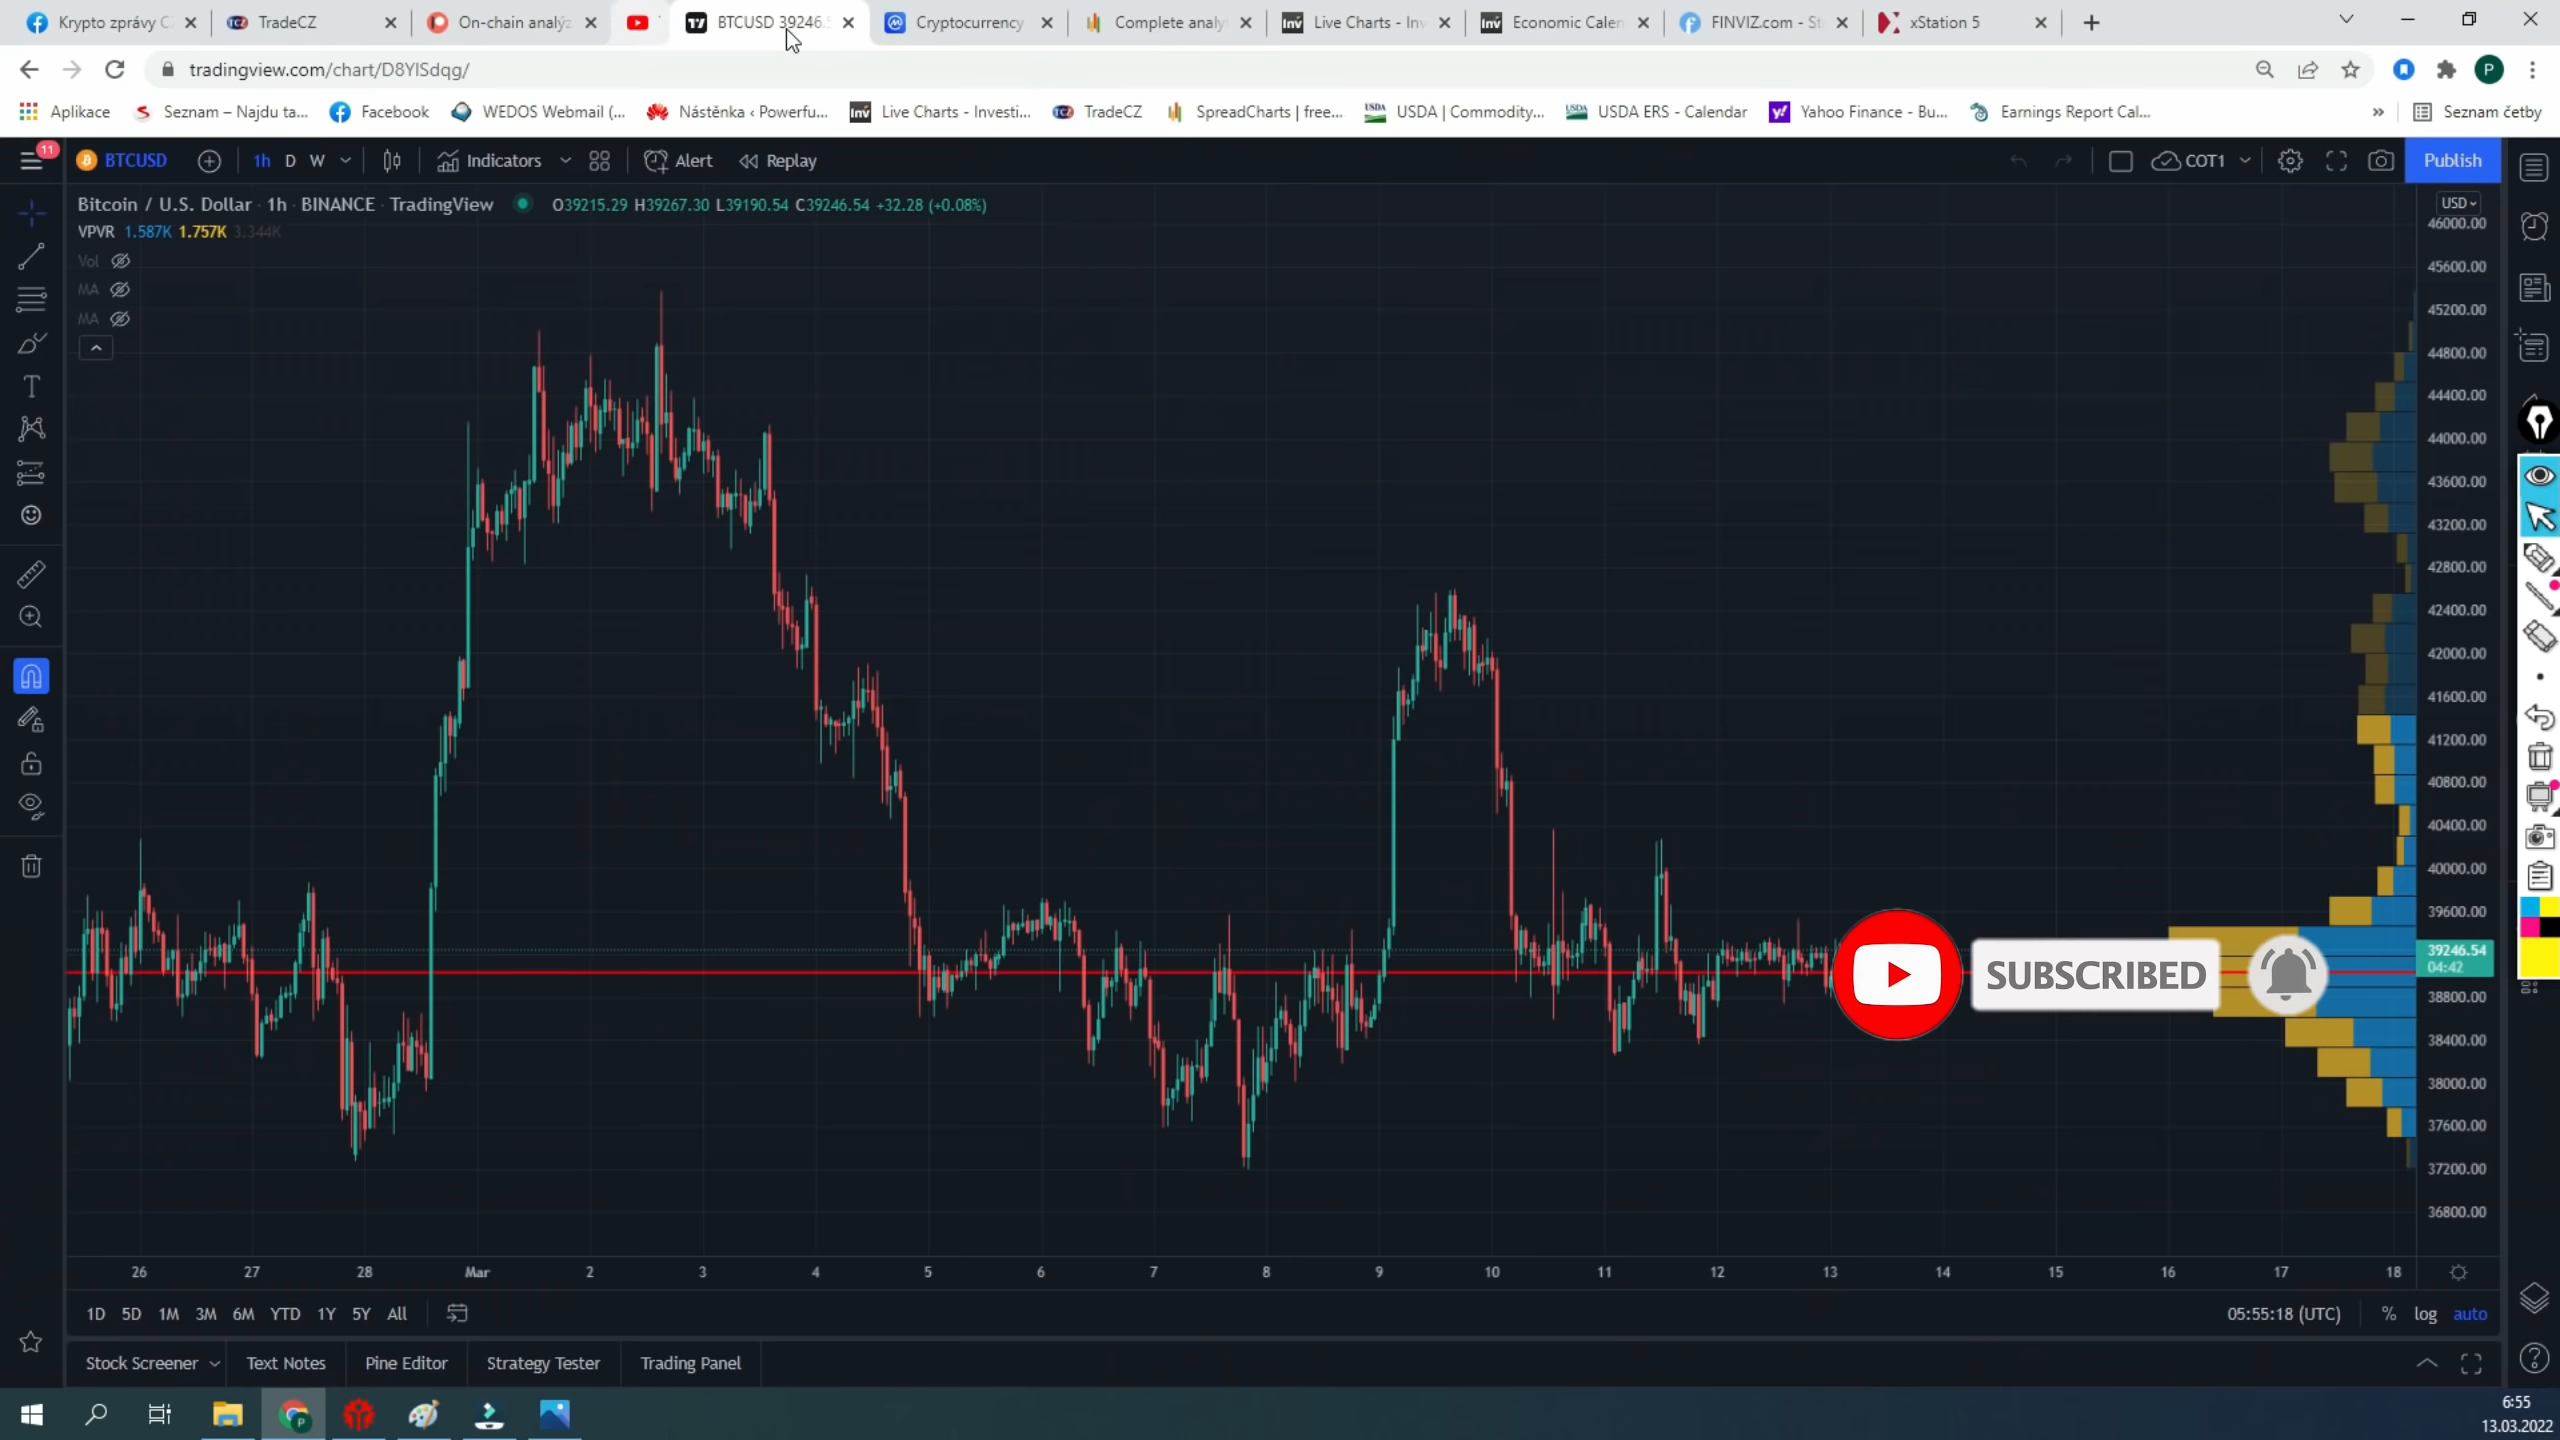 Krypto zprávy C
TradeCZ
On-chain analýz
BTCUSD 39246.5
Cryptocurrency
Complete analy
Live Charts - Inv
Economic Calen
FINVIZ.com - St
xStation 5
tradingview.com/chart/D8YlSdqg/
P
Aplikace
Seznam – Najdu ta...
Facebook
WEDOS Webmail (...
Nástěnka ‹ Powerfu...
Live Charts - Investi...
TradeCZ
SpreadCharts | free...
USDA | Commodity...
USDA ERS - Calendar
Yahoo Finance - Bu...
Earnings Report Cal...
»
Seznam četby
11
BTCUSD
1h D W
Indicators
Alert
Replay
COT1
Publish
Bitcoin / U.S. Dollar · 1h · BINANCE · TradingView
O39215.29 H39267.30 L39190.54 C39246.54 +32.28 (+0.08%)
USD
VPVR 1.587K 1.757K 3.344K
Vol
MA
MA
46000.00
45600.00
45200.00
44800.00
44400.00
44000.00
43600.00
43200.00
42800.00
42400.00
42000.00
41600.00
41200.00
40800.00
40400.00
40000.00
39600.00
39246.54
04:42
38800.00
38400.00
38000.00
37600.00
37200.00
36800.00
SUBSCRIBED
26 27 28 Mar 2 3 4 5 6 7 8 9 10 11 12 13 14 15 16 17 18
1D 5D 1M 3M 6M YTD 1Y 5Y All
05:55:18 (UTC) % log auto
Stock Screener
Text Notes
Pine Editor
Strategy Tester
Trading Panel
6:55
13.03.2022